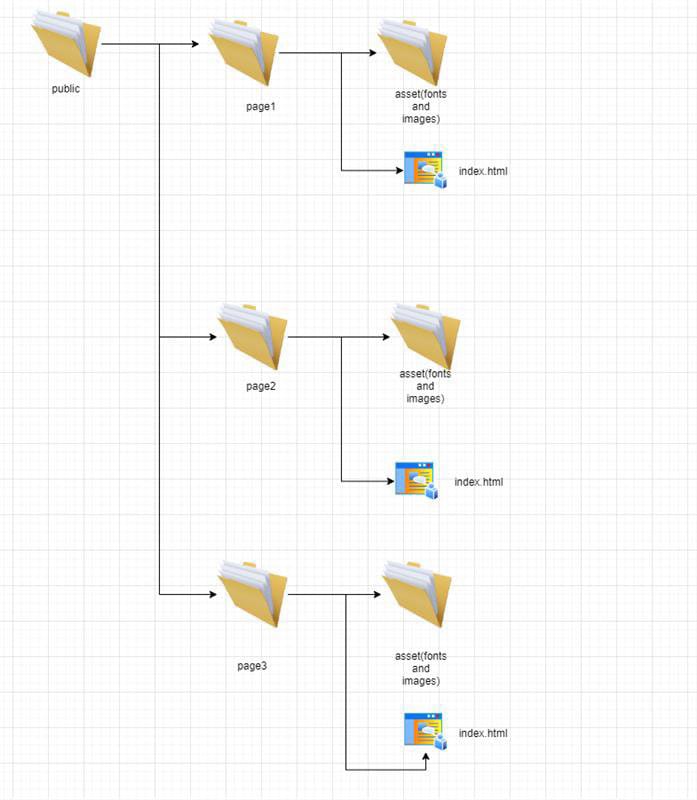 public
page1
asset(fonts
and
images)
index.html
page2
asset(fonts
and
images)
index.html
page3
asset(fonts
and
images)
index.html